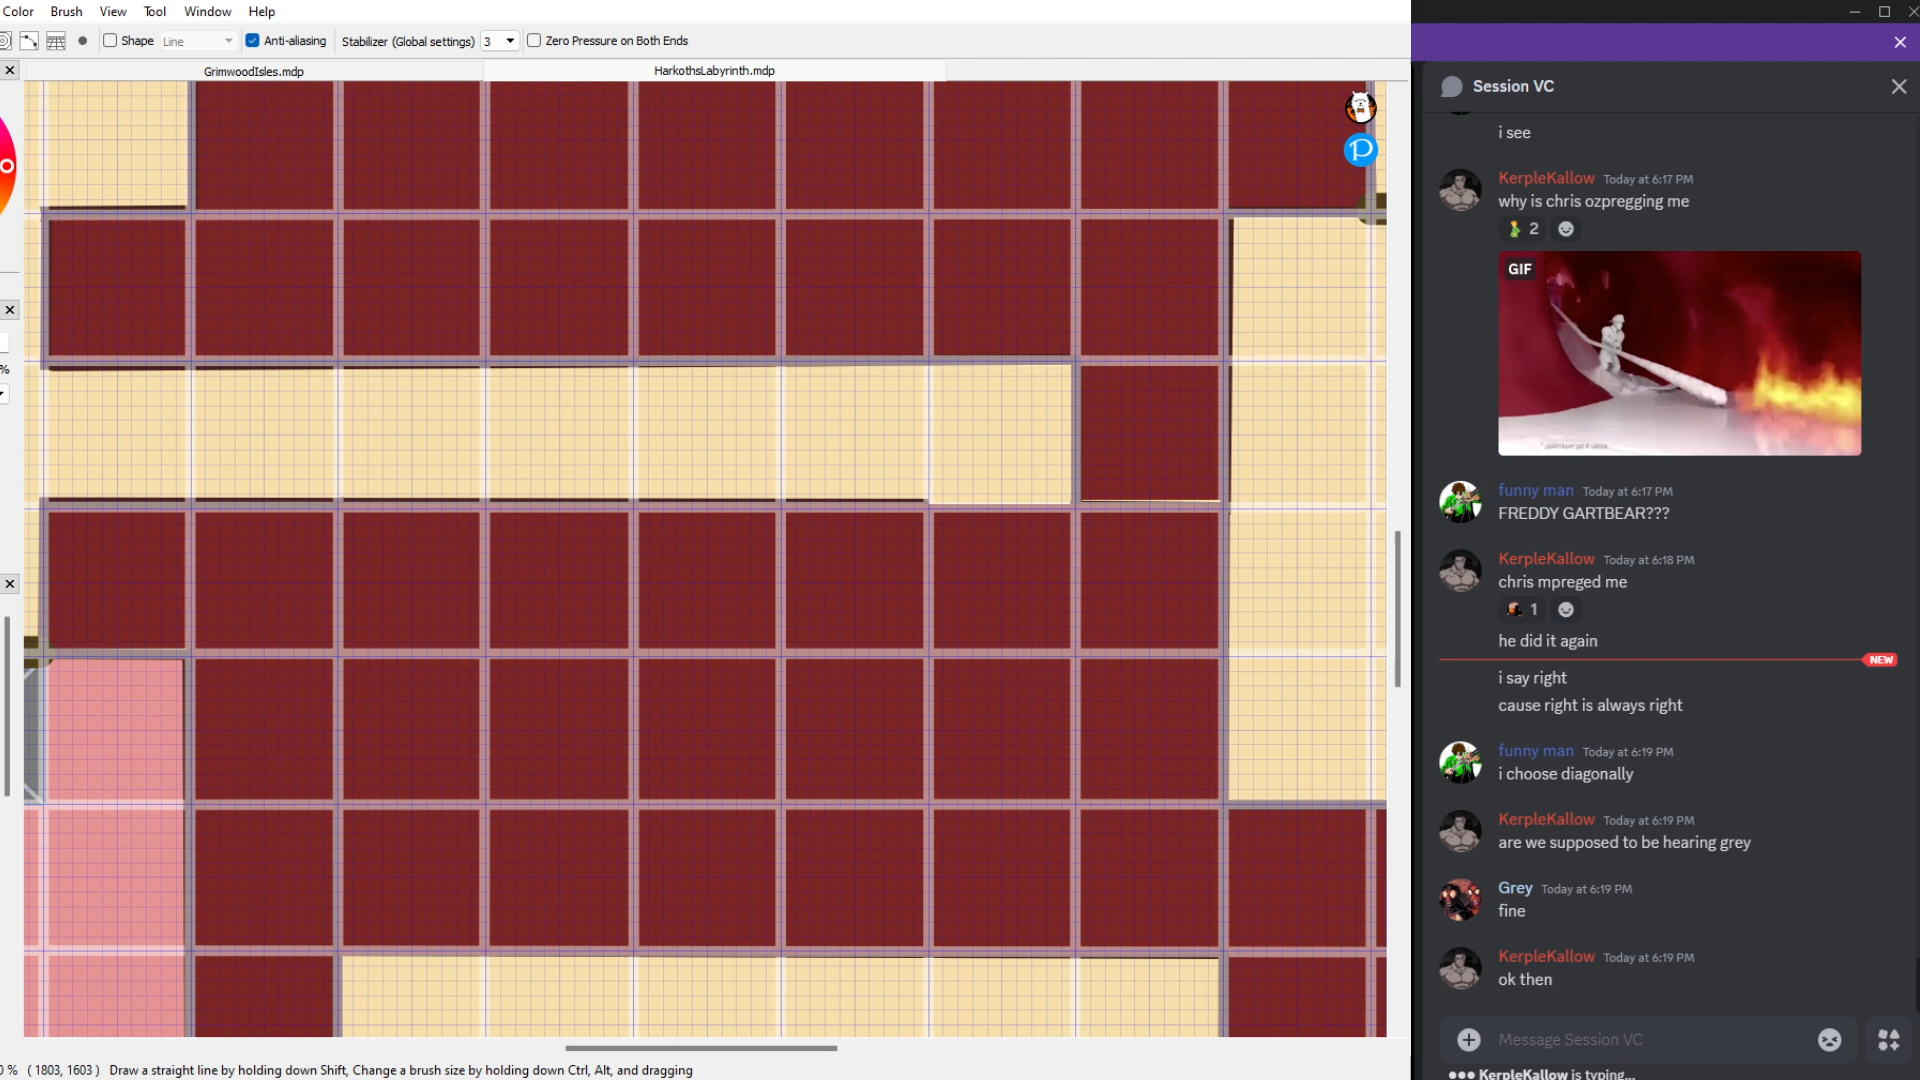 Color Brush View Tool Window Help
Shape Line Anti-aliasing Stabilizer (Global settings) 3 Zero Pressure on Both Ends
GrimwoodIsles.mdp HarkothsLabyrinth.mdp
%
0 % ( 1803, 1603 ) Draw a straight line by holding down Shift, Change a brush size by holding down Ctrl, Alt, and dragging
Session VC
i see
KerpleKallow Today at 6:17 PM
why is chris ozpregging me
2
GIF
funny man Today at 6:17 PM
FREDDY GARTBEAR???
KerpleKallow Today at 6:18 PM
chris mpreged me
1
he did it again
NEW
i say right
cause right is always right
funny man Today at 6:19 PM
i choose diagonally
KerpleKallow Today at 6:19 PM
are we supposed to be hearing grey
Grey Today at 6:19 PM
fine
KerpleKallow Today at 6:19 PM
ok then
Message Session VC
KerpleKallow is typing...